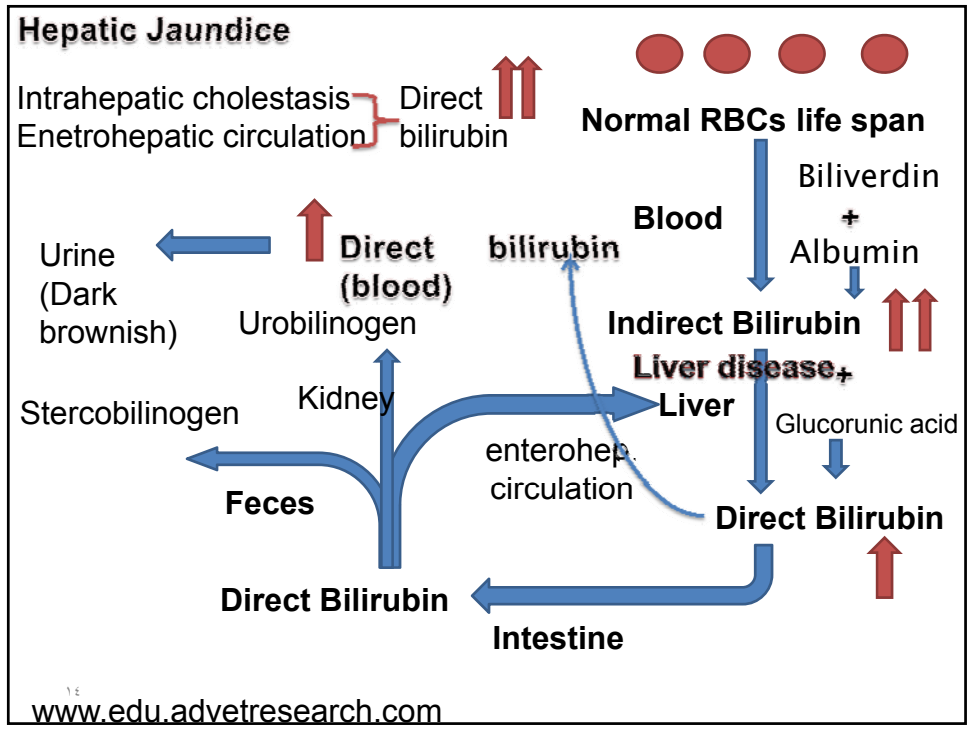 Hepatic Jaundice
Intrahepatic cholestasis
Enetrohepatic circulation
Direct
bilirubin
Normal RBCs life span
Biliverdin
+
Albumin
Blood
Urine
(Dark
brownish)
Direct
(blood)
bilirubin
Urobilinogen
Indirect Bilirubin
Liver disease+
Liver
Kidney
Stercobilinogen
Glucorunic acid
enterohep.
circulation
Feces
Direct Bilirubin
Direct Bilirubin
Intestine
١٤
www.edu.advetresearch.com